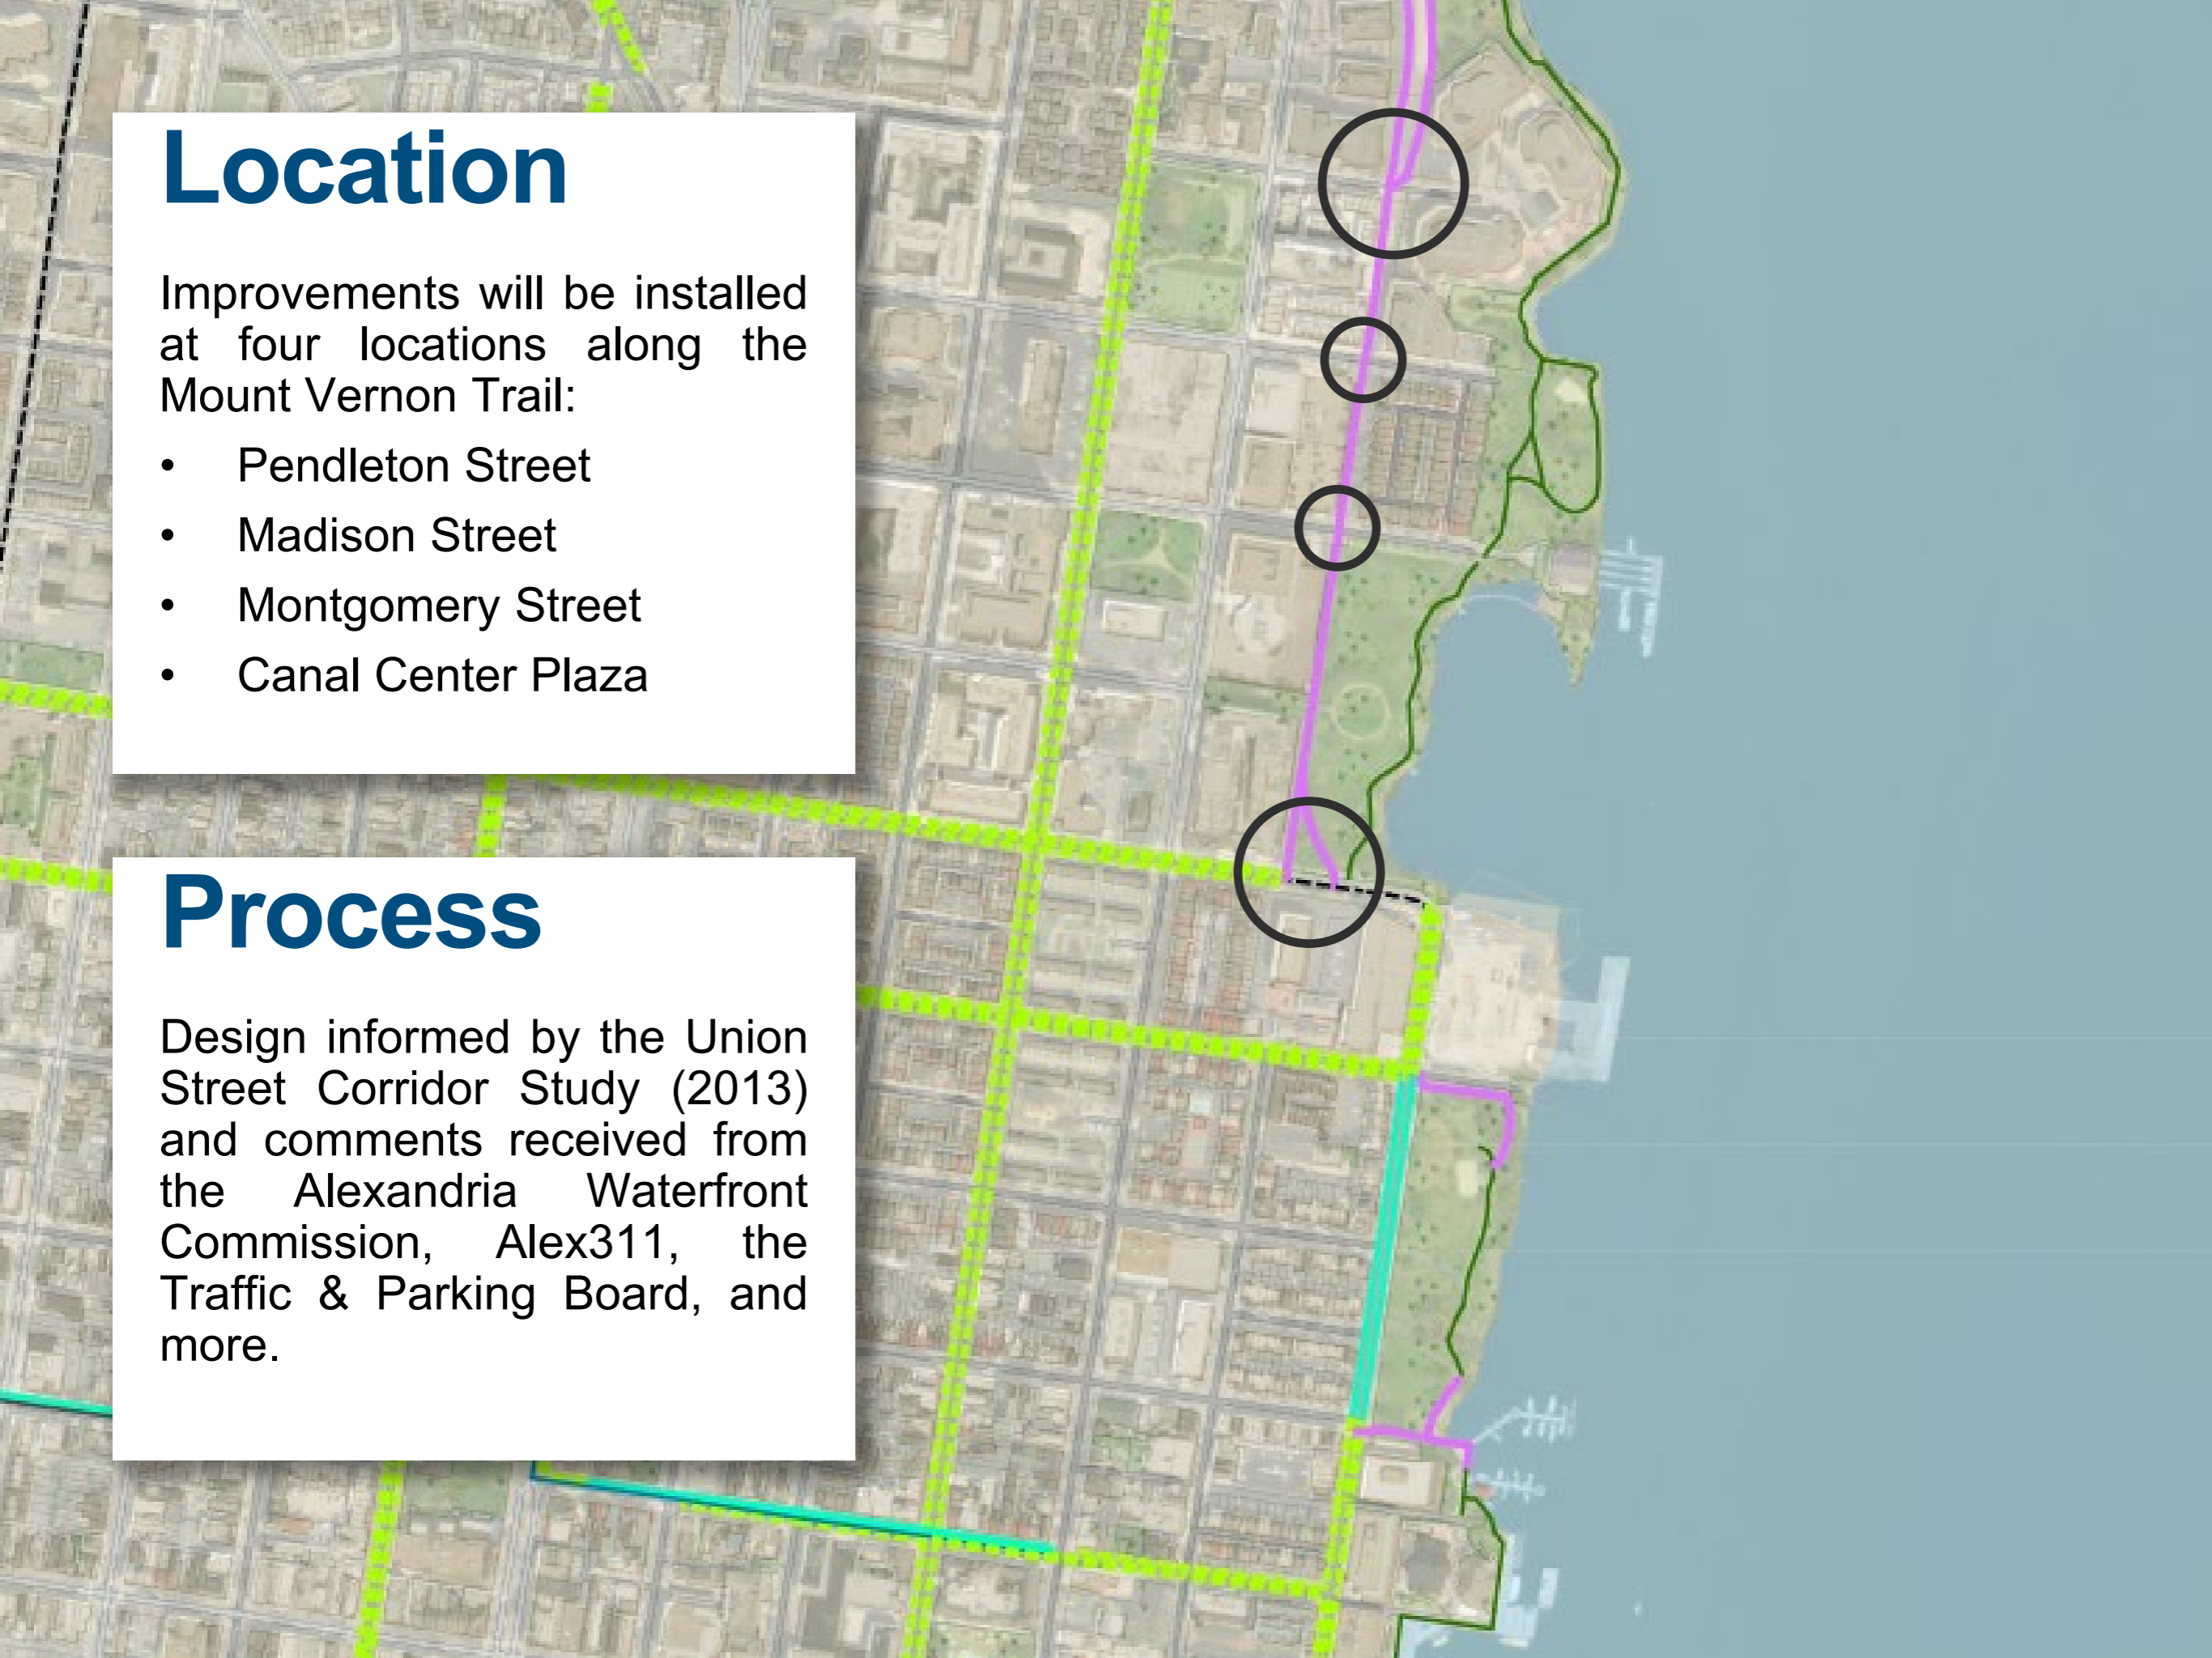 Location
Improvements will be installed
at four locations along the
Mount Vernon Trail:
• Pendleton Street
• Madison Street
• Montgomery Street
• Canal Center Plaza
Process
Design informed by the Union
Street Corridor Study (2013)
and comments received from
the Alexandria Waterfront
Commission, Alex311, the
Traffic & Parking Board, and
more.